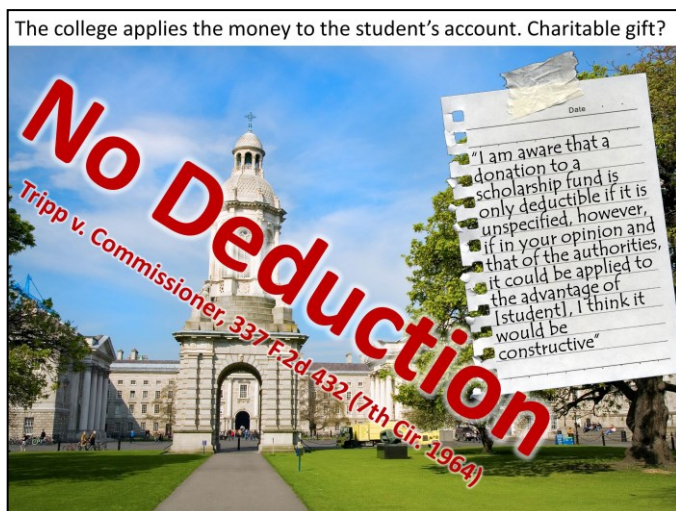 The college applies the money to the student’s account. Charitable gift?
No Deduction
Tripp v. Commissioner, 337 F.2d 432 (7th Cir. 1964)
Date
“I am aware that a
donation to a
scholarship fund is
only deductible if it is
unspecified, however,
if in your opinion and
that of the authorities,
it could be applied to
the advantage of
[student], I think it
would be
constructive”